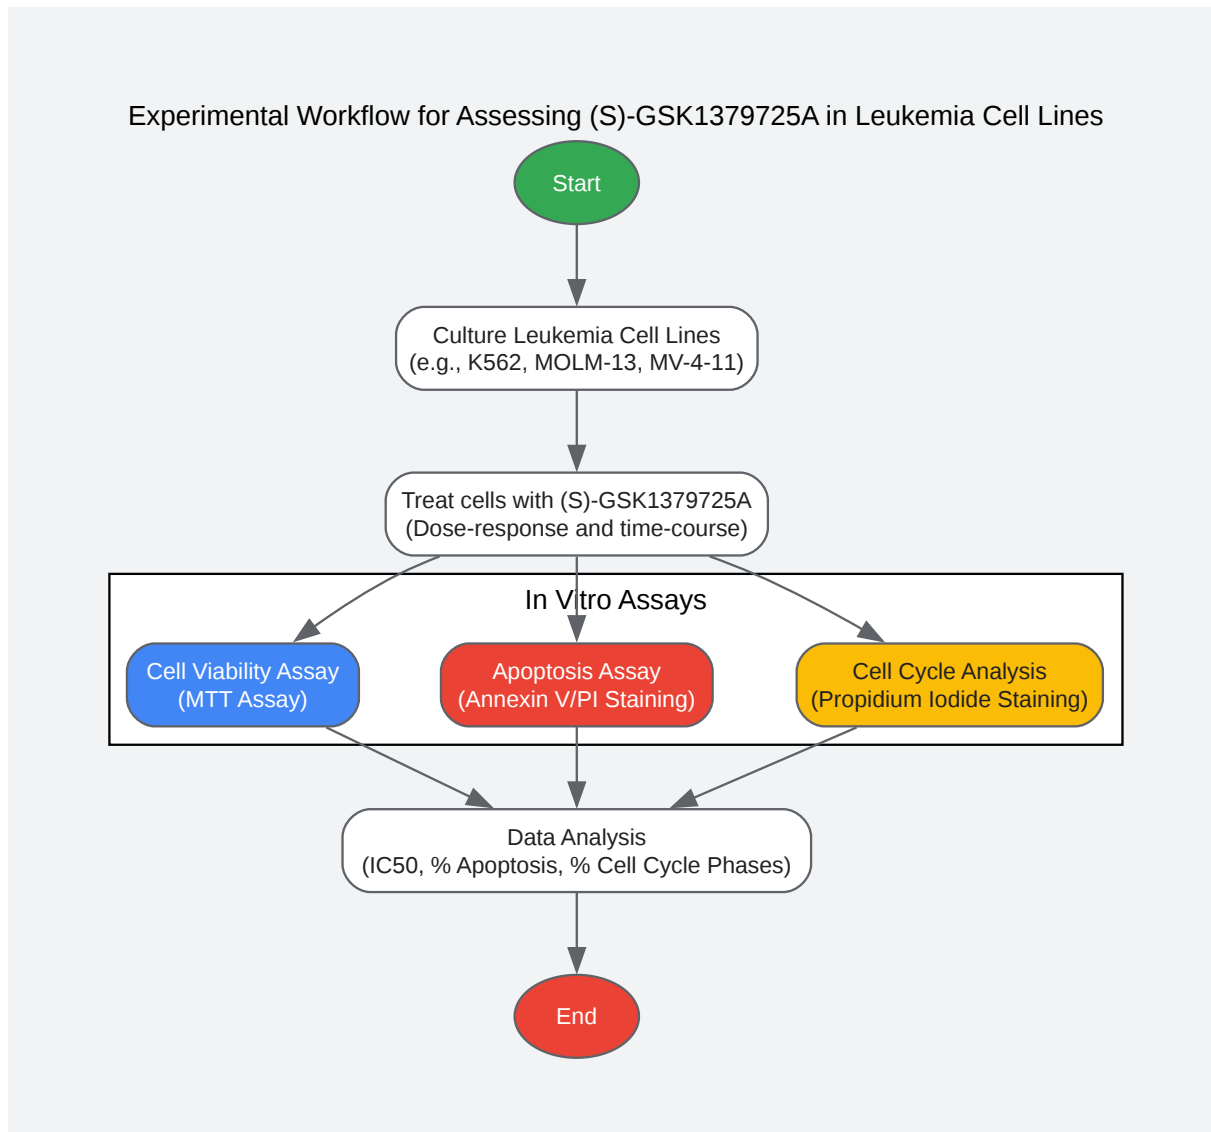 Experimental Workflow for Assessing (S)-GSK1379725A in Leukemia Cell Lines
Start
Culture Leukemia Cell Lines
(e.g., K562, MOLM-13, MV-4-11)
Treat cells with (S)-GSK1379725A
(Dose-response and time-course)
In Vitro Assays
Cell Viability Assay
(MTT Assay)
Apoptosis Assay
(Annexin V/PI Staining)
Cell Cycle Analysis
(Propidium Iodide Staining)
Data Analysis
(IC50, % Apoptosis, % Cell Cycle Phases)
End